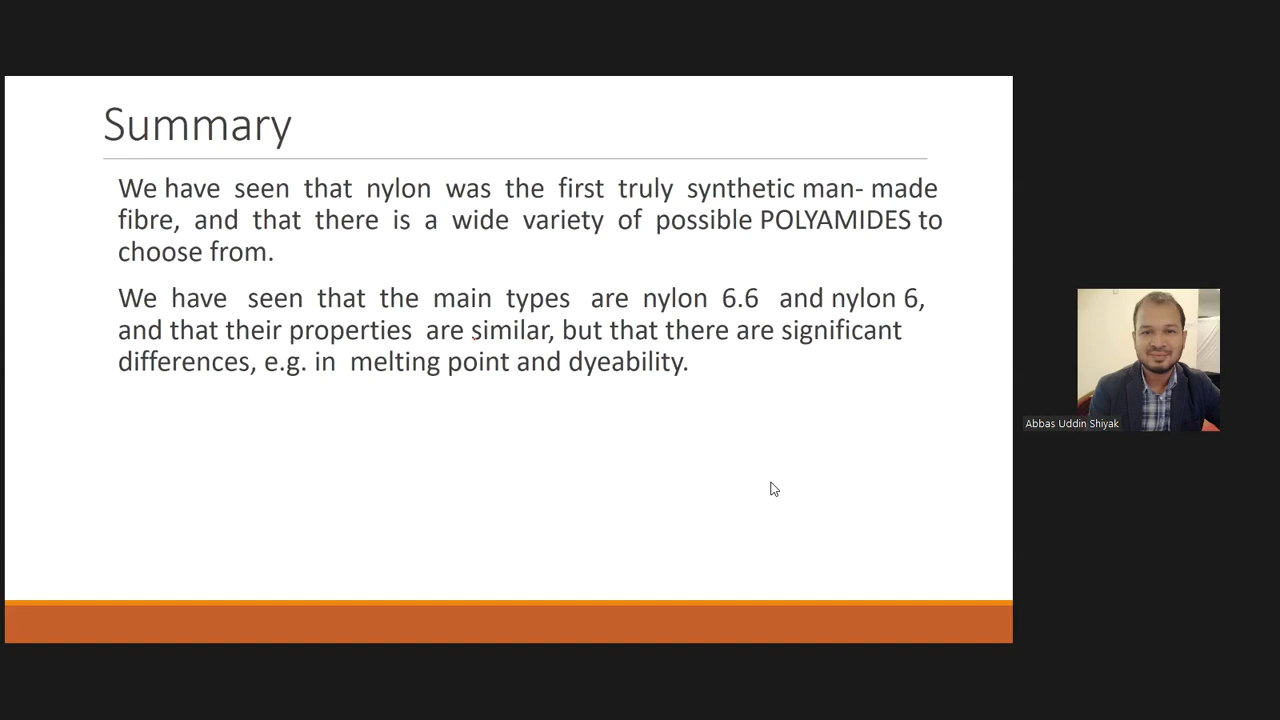 Summary
We have seen that nylon was the first truly synthetic man- made
fibre, and that there is a wide variety of possible POLYAMIDES to
choose from.
We have seen that the main types are nylon 6.6 and nylon 6,
and that their properties are similar, but that there are significant
differences, e.g. in melting point and dyeability.
Abbas Uddin Shiyak